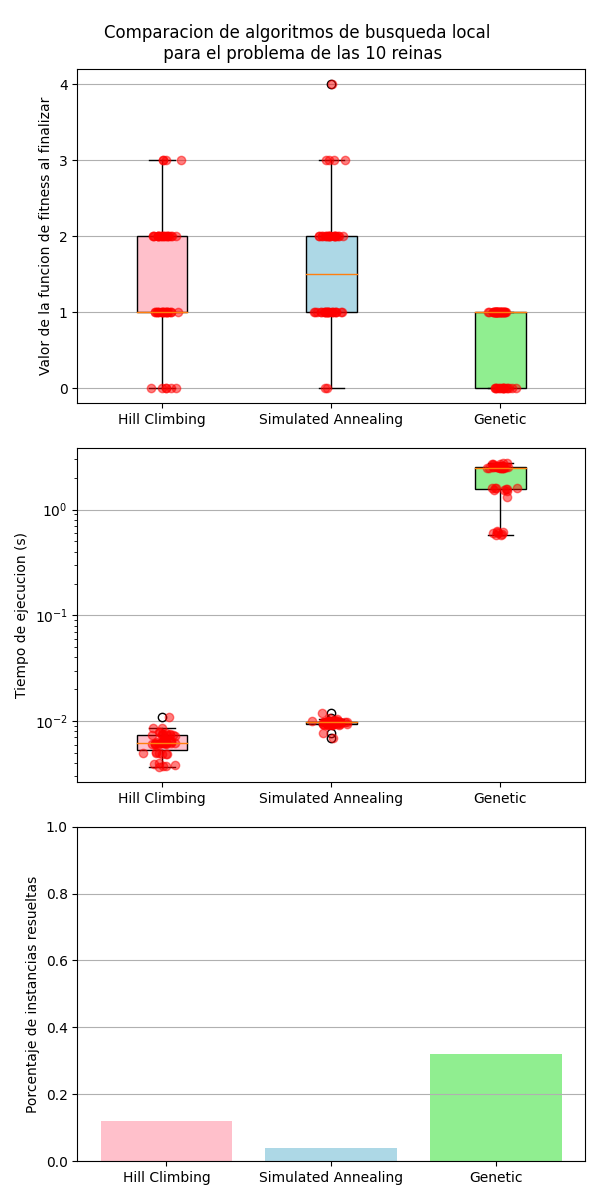 Comparacion de algoritmos de busqueda local
para el problema de las 10 reinas
Valor de la funcion de fitness al finalizar
4
3
2
1
0
Hill Climbing
Simulated Annealing
Genetic
Tiempo de ejecucion (s)
10⁰
10⁻¹
10⁻²
Hill Climbing
Simulated Annealing
Genetic
Porcentaje de instancias resueltas
1.0
0.8
0.6
0.4
0.2
0.0
Hill Climbing
Simulated Annealing
Genetic